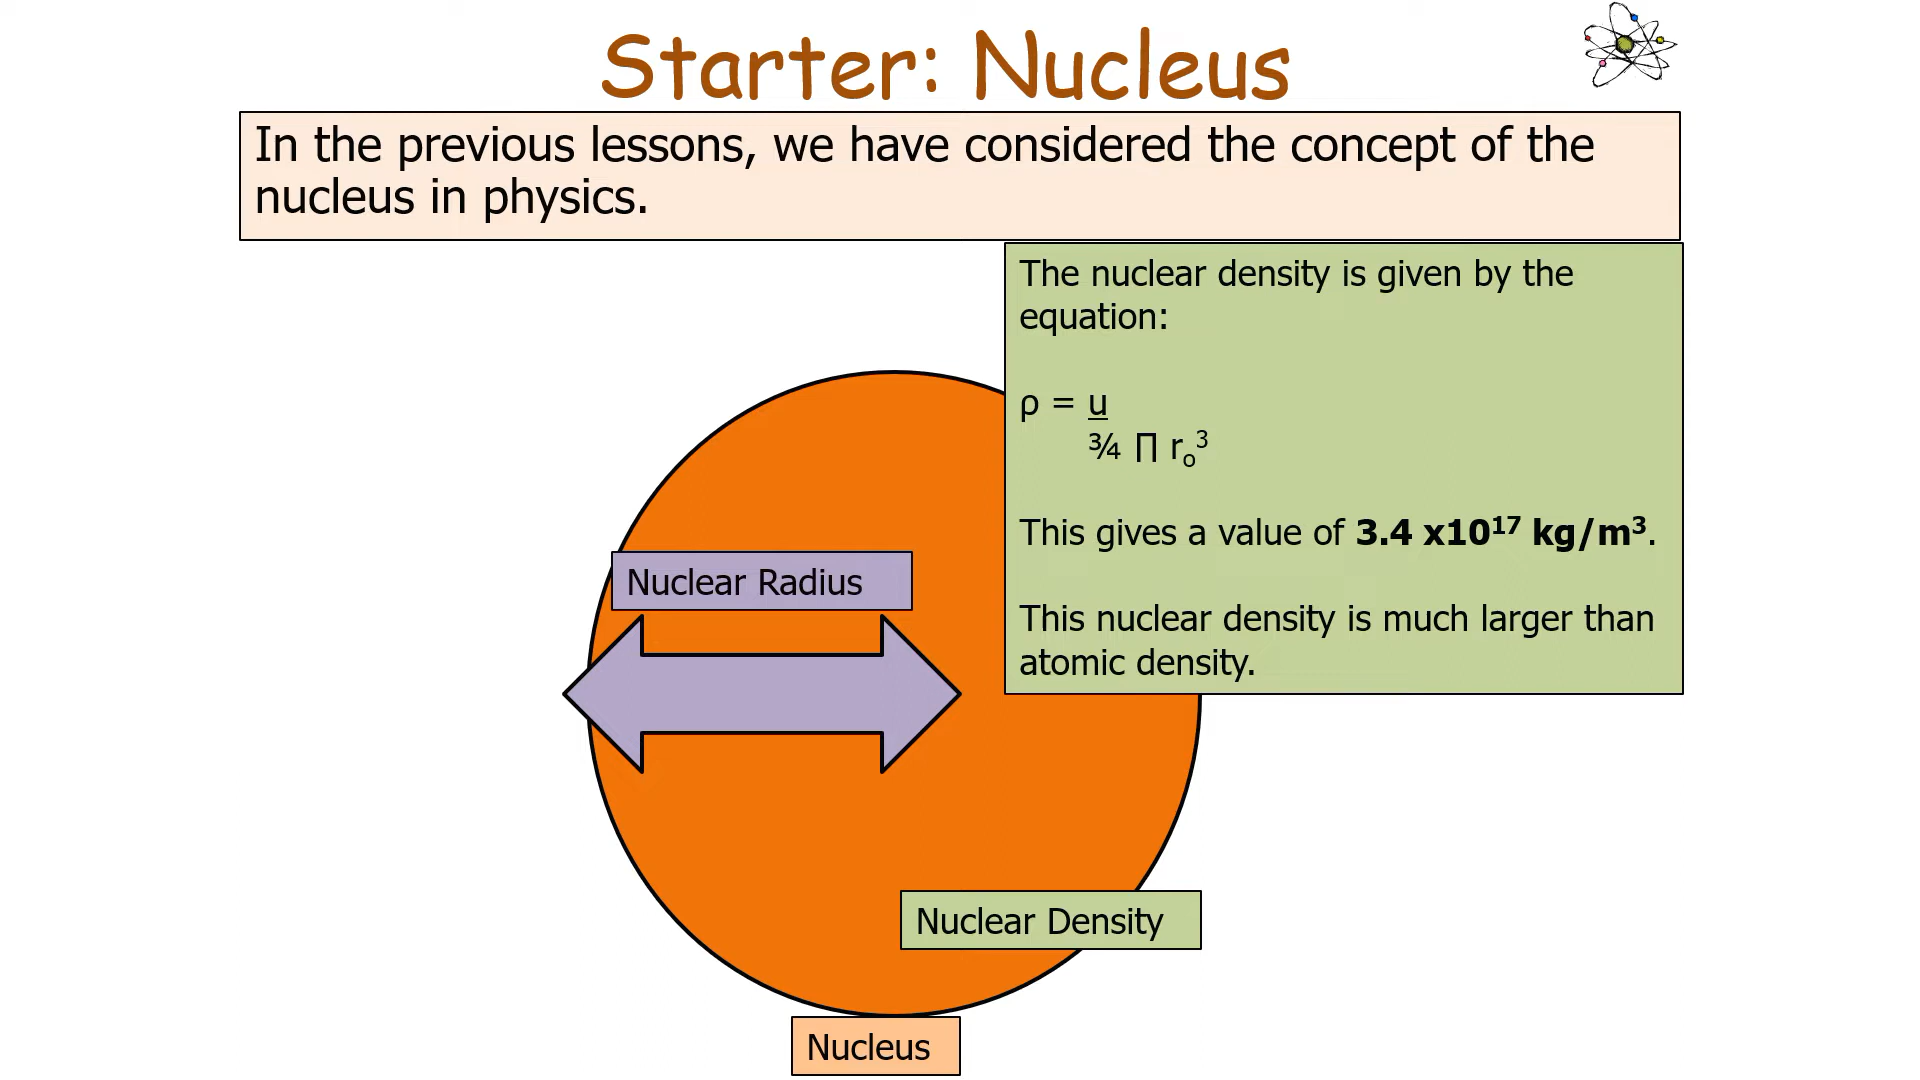 Starter: Nucleus
In the previous lessons, we have considered the concept of the
nucleus in physics.
The nuclear density is given by the
equation:
ρ = u
¾ ∏ rₒ³
This gives a value of 3.4 x10¹⁷ kg/m³.
This nuclear density is much larger than
atomic density.
Nuclear Radius
Nuclear Density
Nucleus